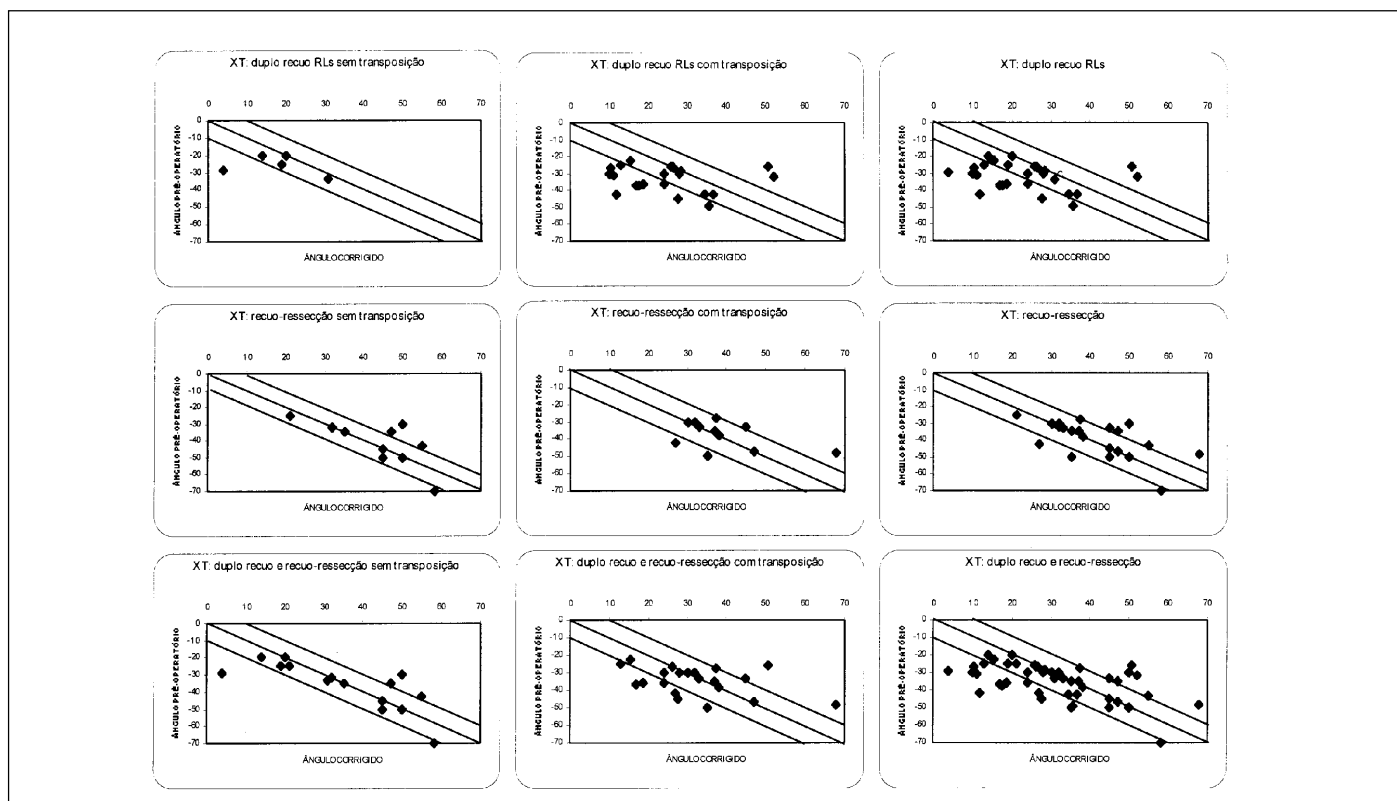 XT: duplo recuo RLs sem transposição
0 10 20 30 40 50 60 70
0
-10
-20
-30
-40
-50
-60
-70
ÂNGULO PRÉ-OPERATÓRIO
ÂNGULOCORRIGIDO
XT: duplo recuo RLs com transposição
0 10 20 30 40 50 60 70
0
-10
-20
-30
-40
-50
-60
-70
ÂNGULO PRÉ-OPERATÓRIO
ÂNGULOCORRIGIDO
XT: duplo recuo RLs
0 10 20 30 40 50 60 70
0
-10
-20
-30
-40
-50
-60
-70
ÂNGULO PRÉ-OPERATÓRIO
ÂNGULOCORRIGIDO
XT: recuo-ressecção sem transposição
0 10 20 30 40 50 60 70
0
-10
-20
-30
-40
-50
-60
-70
ÂNGULO PRÉ-OPERATÓRIO
ÂNGULOCORRIGIDO
XT: recuo-ressecção com transposição
0 10 20 30 40 50 60 70
0
-10
-20
-30
-40
-50
-60
-70
ÂNGULO PRÉ-OPERATÓRIO
ÂNGULOCORRIGIDO
XT: recuo-ressecção
0 10 20 30 40 50 60 70
0
-10
-20
-30
-40
-50
-60
-70
ÂNGULO PRÉ-OPERATÓRIO
ÂNGULOCORRIGIDO
XT: duplo recuo e recuo-ressecção sem transposição
0 10 20 30 40 50 60 70
0
-10
-20
-30
-40
-50
-60
-70
ÂNGULO PRÉ-OPERATÓRIO
ÂNGULOCORRIGIDO
XT: duplo recuo e recuo-ressecção com transposição
0 10 20 30 40 50 60 70
0
-10
-20
-30
-40
-50
-60
-70
ÂNGULO PRÉ-OPERATÓRIO
ÂNGULOCORRIGIDO
XT: duplo recuo e recuo-ressecção
0 10 20 30 40 50 60 70
0
-10
-20
-30
-40
-50
-60
-70
ÂNGULO PRÉ-OPERATÓRIO
ÂNGULOCORRIGIDO